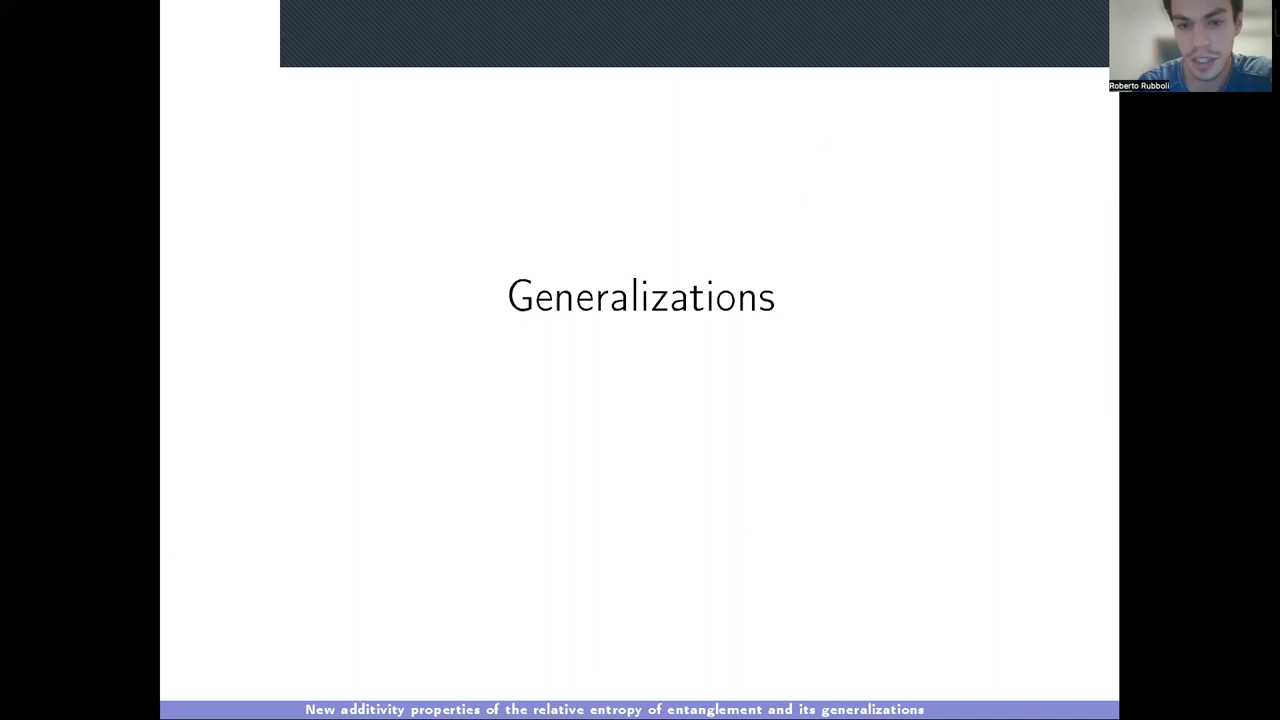 Roberto Rubboli
Generalizations
New additivity properties of the relative entropy of entanglement and its generalizations